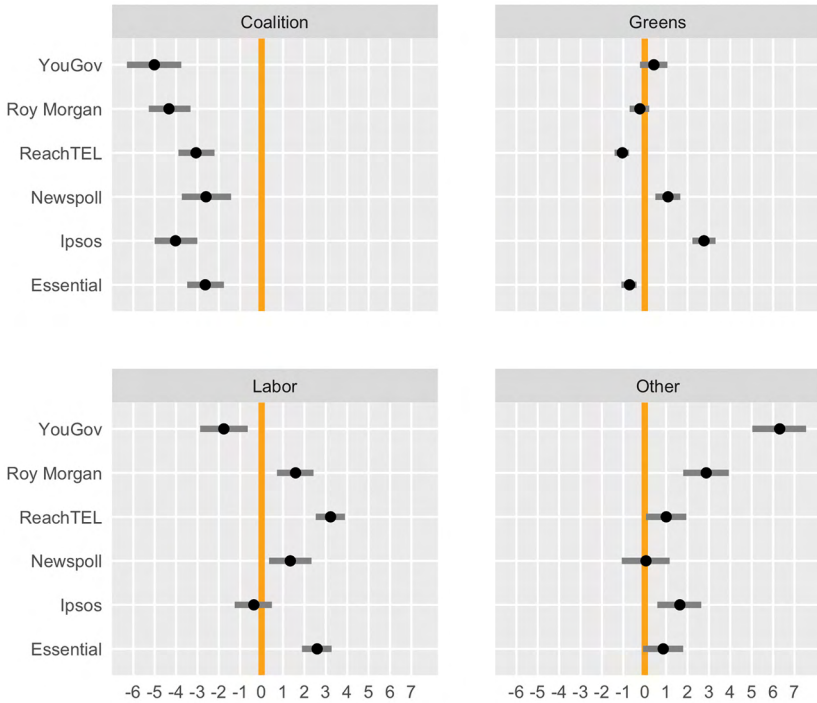 Coalition
Greens
YouGov
Roy Morgan
ReachTEL
Newspoll
Ipsos
Essential
Labor
Other
YouGov
Roy Morgan
ReachTEL
Newspoll
Ipsos
Essential
-6 -5 -4 -3 -2 -1 0 1 2 3 4 5 6 7
-6 -5 -4 -3 -2 -1 0 1 2 3 4 5 6 7